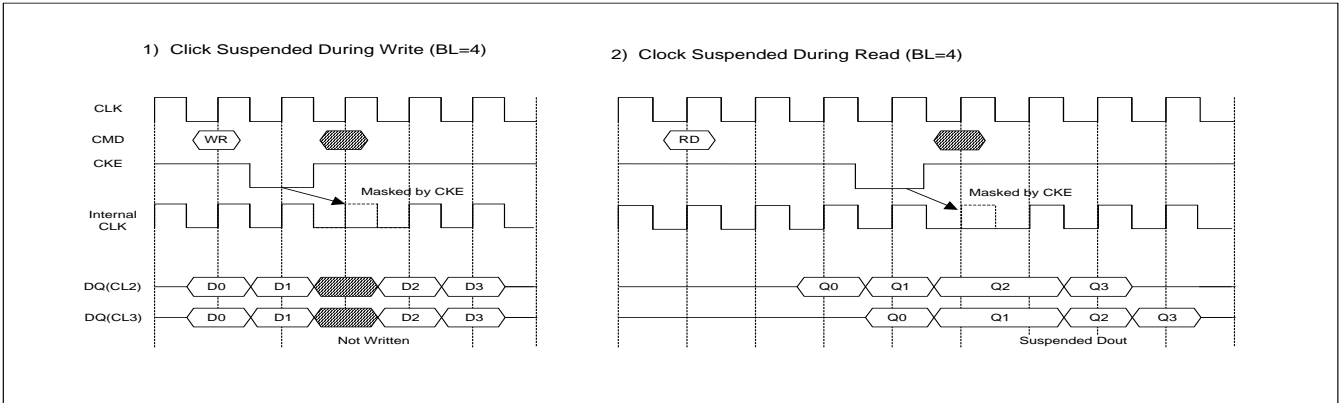 1) Click Suspended During Write (BL=4)
CLK
CMD
WR
CKE
Masked by CKE
Internal
CLK
DQ(CL2)
D0
D1
D2
D3
DQ(CL3)
D0
D1
D2
D3
Not Written
2) Clock Suspended During Read (BL=4)
RD
Masked by CKE
Q0
Q1
Q2
Q3
Q0
Q1
Q2
Q3
Suspended Dout